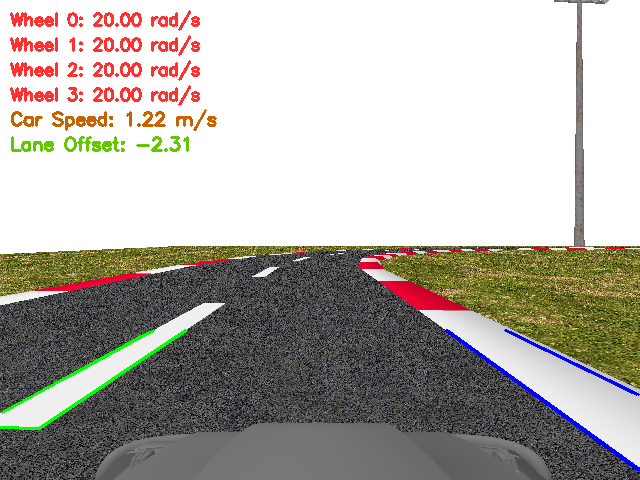 Wheel 0: 20.00 rad/s
Wheel 1: 20.00 rad/s
Wheel 2: 20.00 rad/s
Wheel 3: 20.00 rad/s
Car Speed: 1.22 m/s
Lane Offset: -2.31